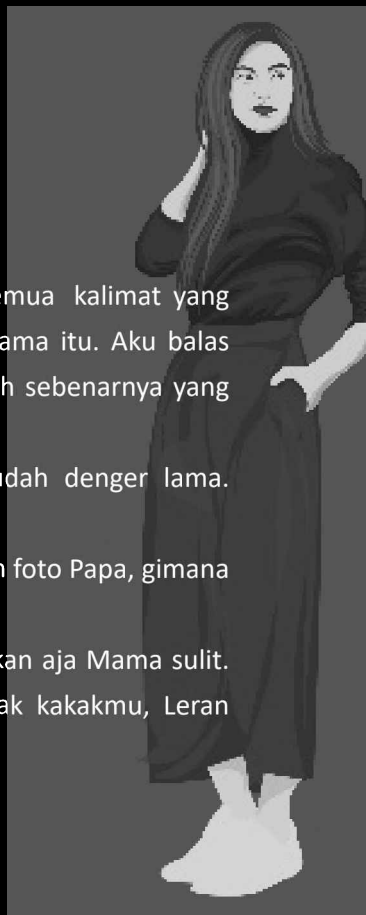 emua kalimat yang
ama itu. Aku balas
h sebenarnya yang
udah denger lama.
n foto Papa, gimana
kan aja Mama sulit.
ak kakakmu, Leran